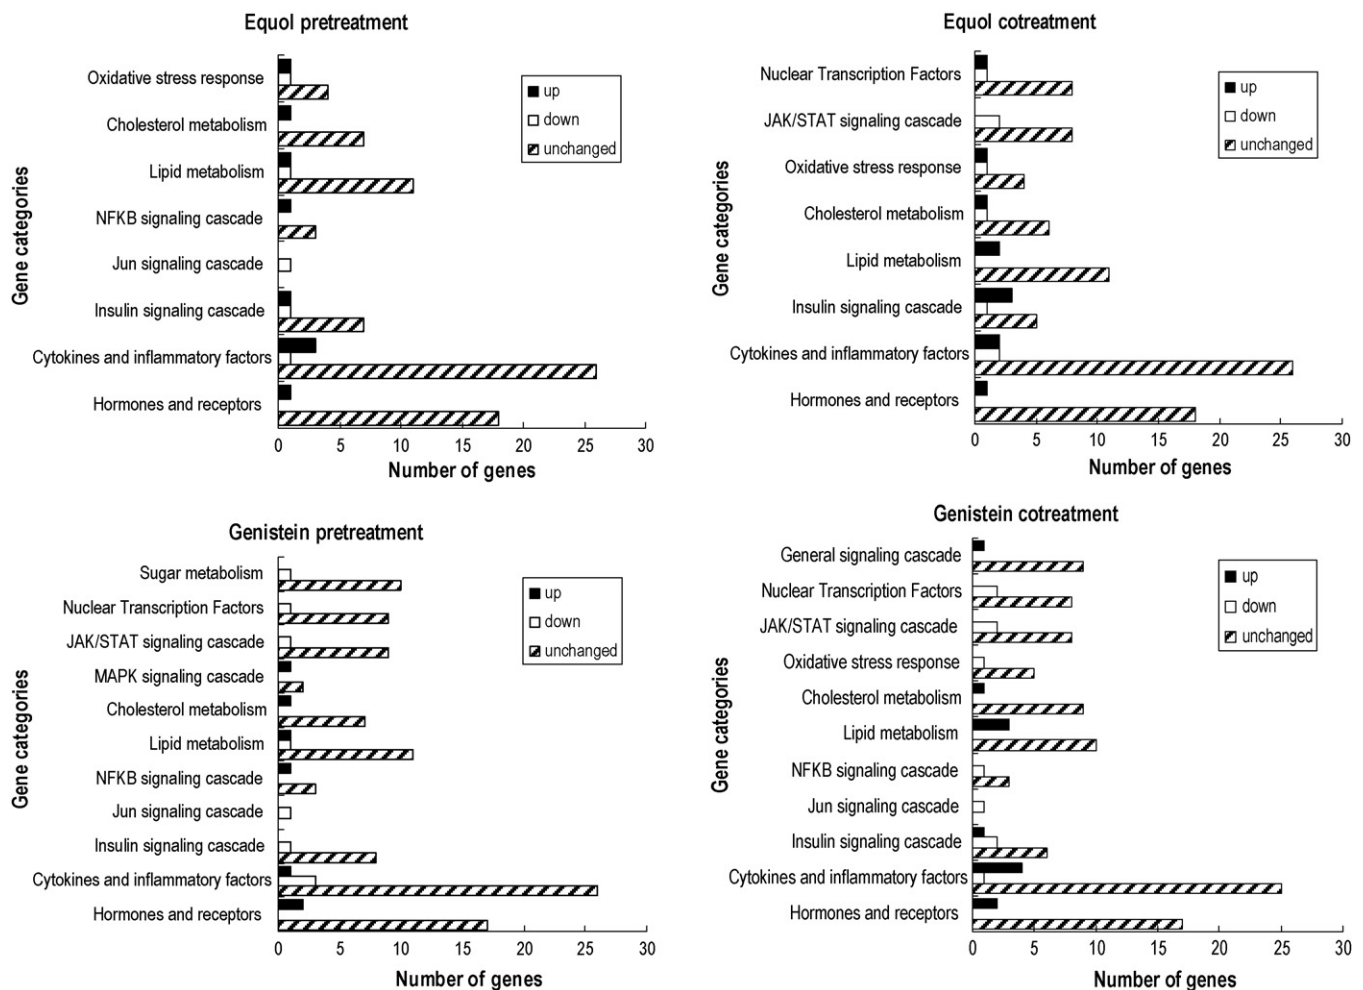 Equol pretreatment
Gene categories
Oxidative stress response
Cholesterol metabolism
Lipid metabolism
NFKB signaling cascade
Jun signaling cascade
Insulin signaling cascade
Cytokines and inflammatory factors
Hormones and receptors
up
down
unchanged
0 5 10 15 20 25 30
Number of genes
Equol cotreatment
Gene categories
Nuclear Transcription Factors
JAK/STAT signaling cascade
Oxidative stress response
Cholesterol metabolism
Lipid metabolism
Insulin signaling cascade
Cytokines and inflammatory factors
Hormones and receptors
up
down
unchanged
0 5 10 15 20 25 30
Number of genes
Genistein pretreatment
Gene categories
Sugar metabolism
Nuclear Transcription Factors
JAK/STAT signaling cascade
MAPK signaling cascade
Cholesterol metabolism
Lipid metabolism
NFKB signaling cascade
Jun signaling cascade
Insulin signaling cascade
Cytokines and inflammatory factors
Hormones and receptors
up
down
unchanged
0 5 10 15 20 25 30
Number of genes
Genistein cotreatment
Gene categories
General signaling cascade
Nuclear Transcription Factors
JAK/STAT signaling cascade
Oxidative stress response
Cholesterol metabolism
Lipid metabolism
NFKB signaling cascade
Jun signaling cascade
Insulin signaling cascade
Cytokines and inflammatory factors
Hormones and receptors
up
down
unchanged
0 5 10 15 20 25 30
Number of genes